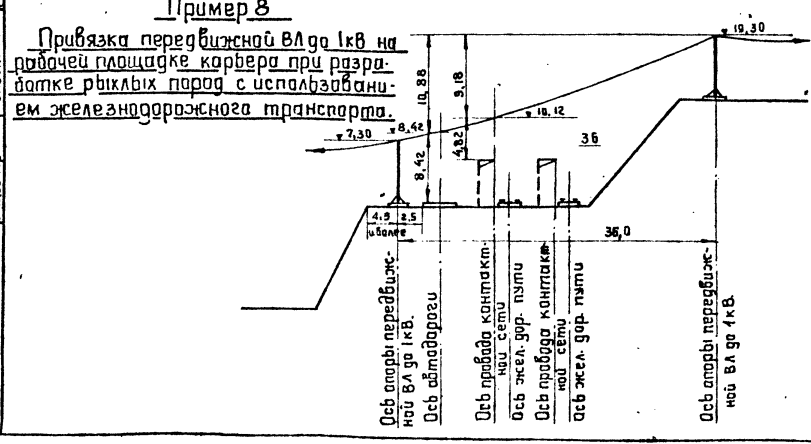 Пример 8
Привязка передвижной ВЛ до 1кВ на
рабочей площадке карьера при разра-
ботке рыхлых пород с использовани-
ем железнодорожного транспорта.
19,30
10,88
9,18
10,12
7,30
8,42
8,42
4,82
36
4,9
2,5
и более
36,0
Ось опоры передвиж-
ной ВЛ до 1кВ.
Ось автодороги
Ось провода контакт-
ной сети
Ось жел. дор. пути
Ось провода контакт-
ной сети
Ось жел. дор. пути
Ось опоры передвиж-
ной ВЛ до 1кВ.